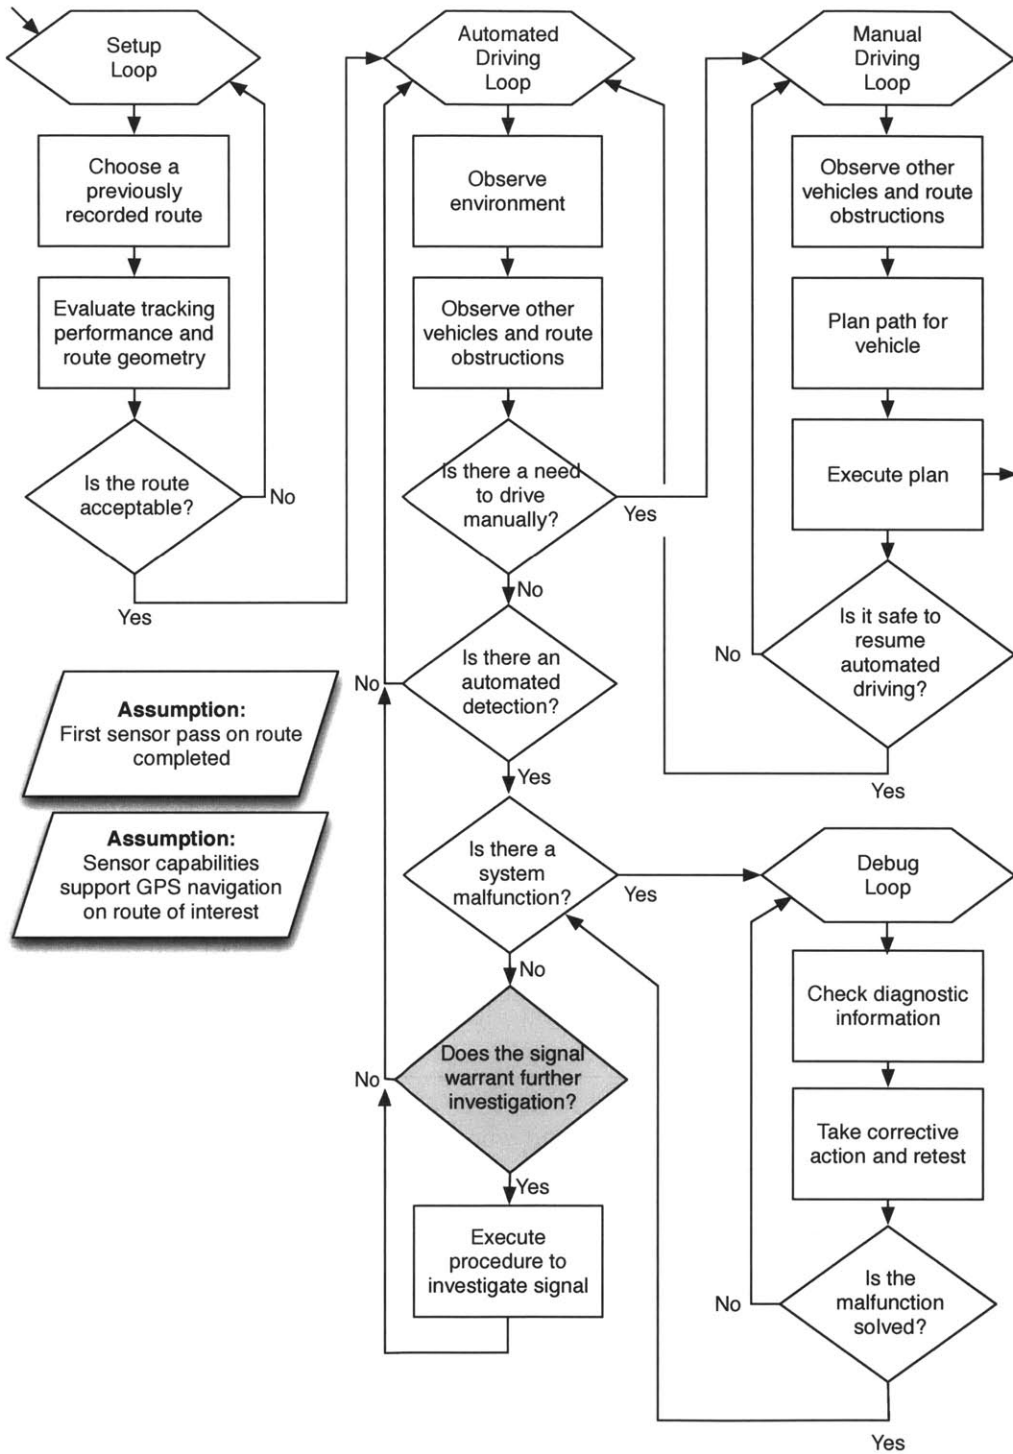 Setup
Loop
Choose a
previously
recorded route
Evaluate tracking
performance and
route geometry
Is the route
acceptable?
No
Yes
Assumption:
First sensor pass on route
completed
Assumption:
Sensor capabilities
support GPS navigation
on route of interest
Automated
Driving
Loop
Observe
environment
Observe other
vehicles and route
obstructions
Is there a need
to drive
manually?
Yes
No
Is there an
automated
detection?
No
Yes
Is there a
system
malfunction?
Yes
No
Does the signal
warrant further
investigation?
No
Yes
Execute
procedure to
investigate signal
Manual
Driving
Loop
Observe other
vehicles and route
obstructions
Plan path for
vehicle
Execute plan
Is it safe to
resume
automated
driving?
No
Yes
Debug
Loop
Check diagnostic
information
Take corrective
action and retest
Is the
malfunction
solved?
No
Yes